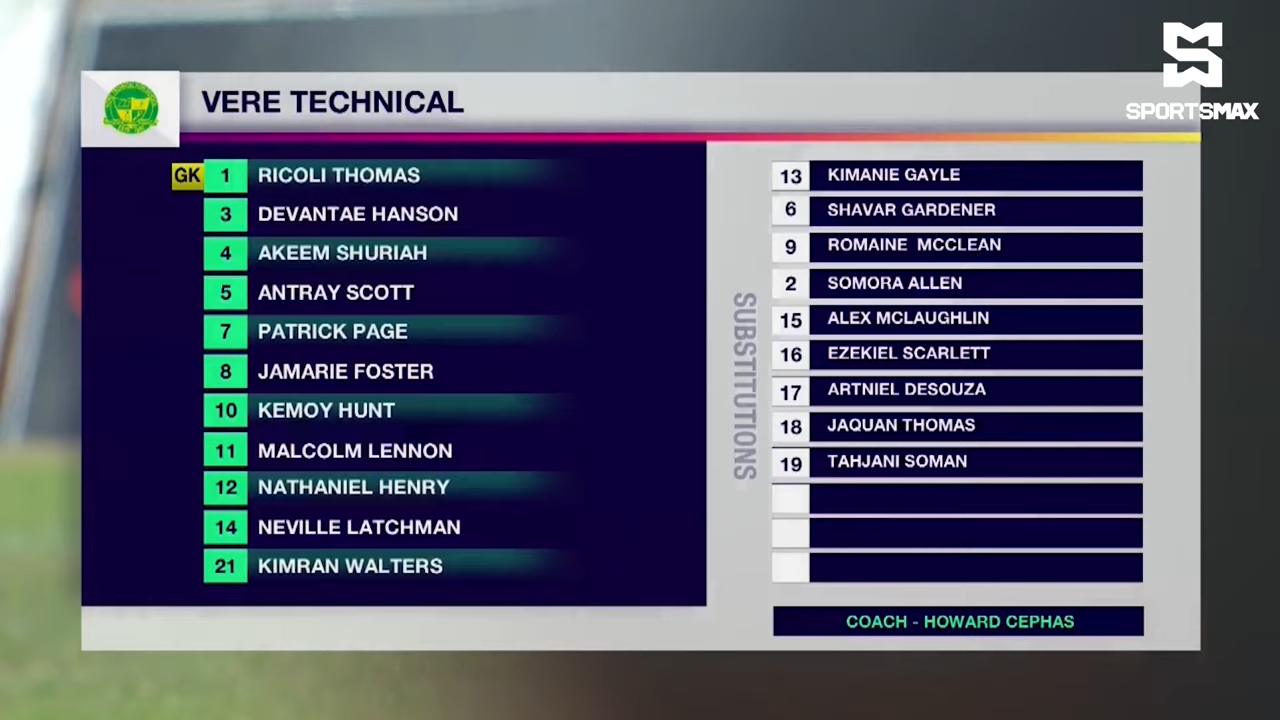 SPORTSMAX
VERE TECHNICAL
GK 1 RICOLI THOMAS
3 DEVANTAE HANSON
4 AKEEM SHURIAH
5 ANTRAY SCOTT
7 PATRICK PAGE
8 JAMARIE FOSTER
10 KEMOY HUNT
11 MALCOLM LENNON
12 NATHANIEL HENRY
14 NEVILLE LATCHMAN
21 KIMRAN WALTERS
SUBSTITUTIONS
13 KIMANIE GAYLE
6 SHAVAR GARDENER
9 ROMAINE MCCLEAN
2 SOMORA ALLEN
15 ALEX MCLAUGHLIN
16 EZEKIEL SCARLETT
17 ARTNIEL DESOUZA
18 JAQUAN THOMAS
19 TAHJANI SOMAN
COACH - HOWARD CEPHAS